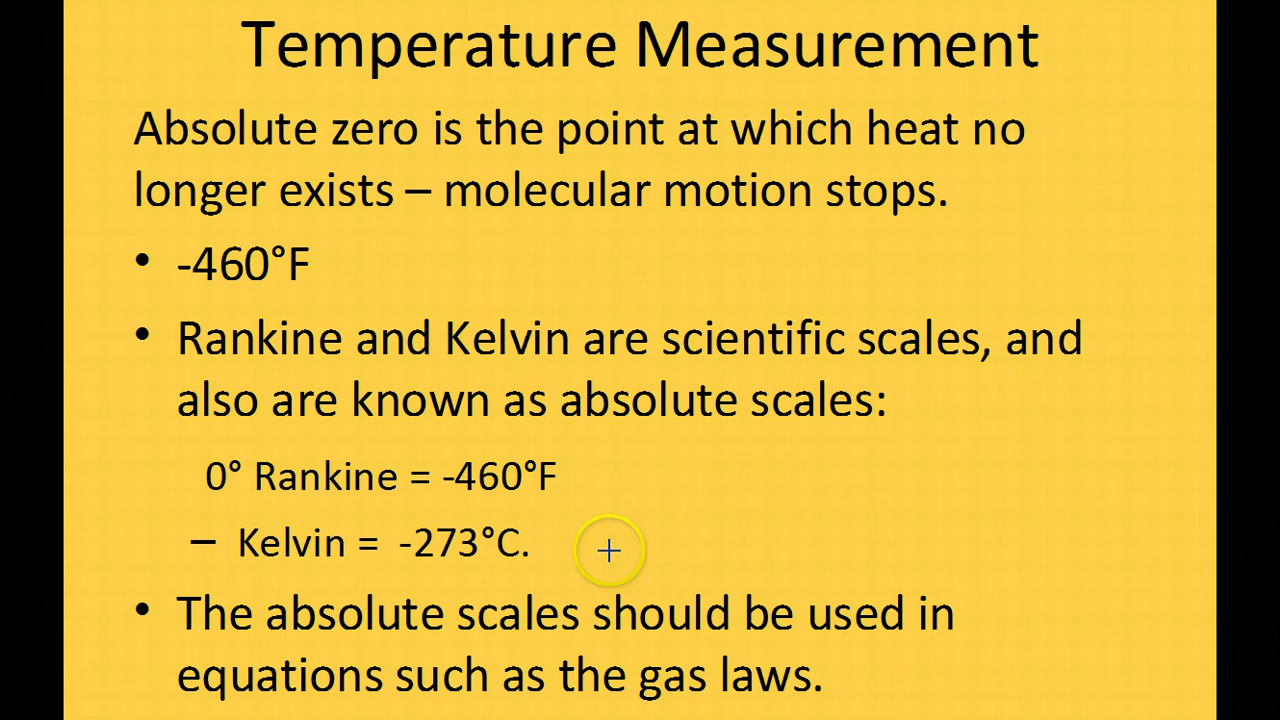 Temperature Measurement
Absolute zero is the point at which heat no
longer exists – molecular motion stops.
• -460°F
• Rankine and Kelvin are scientific scales, and
also are known as absolute scales:
0° Rankine = -460°F
– Kelvin = -273°C.
• The absolute scales should be used in
equations such as the gas laws.